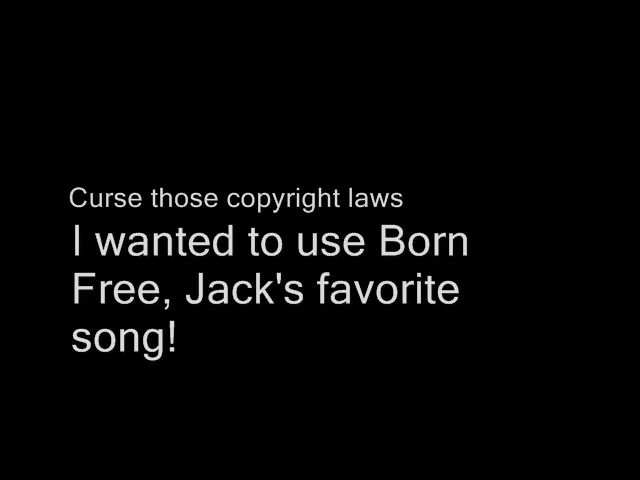 Curse those copyright laws
I wanted to use Born
Free, Jack's favorite
song!